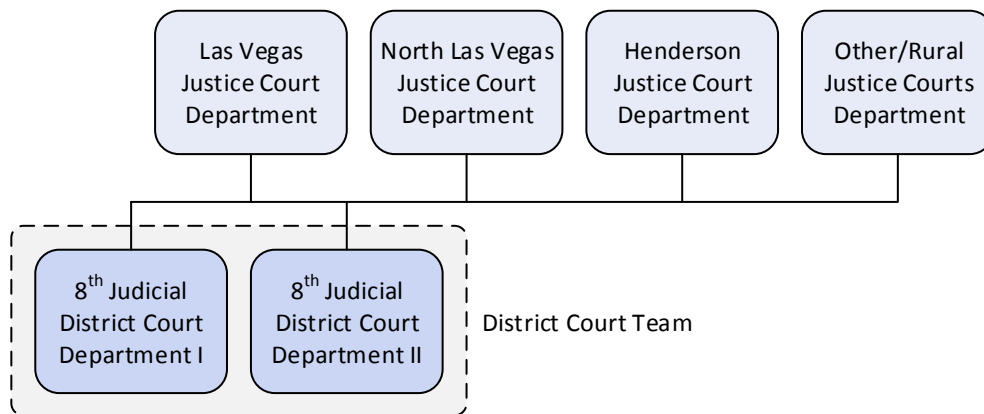 Las Vegas
Justice Court
Department
North Las Vegas
Justice Court
Department
Henderson
Justice Court
Department
Other/Rural
Justice Courts
Department
8th Judicial
District Court
Department I
8th Judicial
District Court
Department II
District Court Team